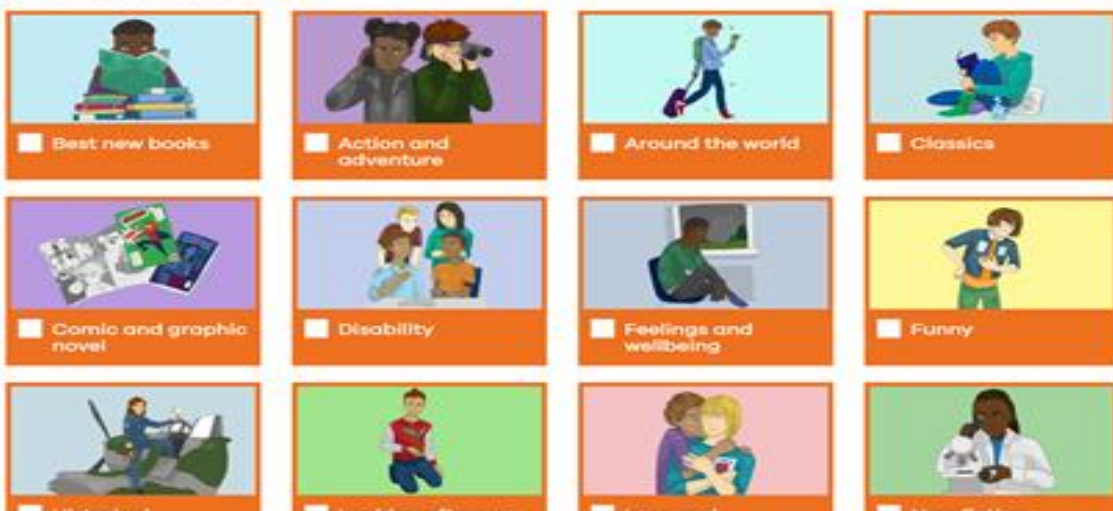 Best new books
Action and
adventure
Around the world
Classics
Comic and graphic
novel
Disability
Feelings and
wellbeing
Funny